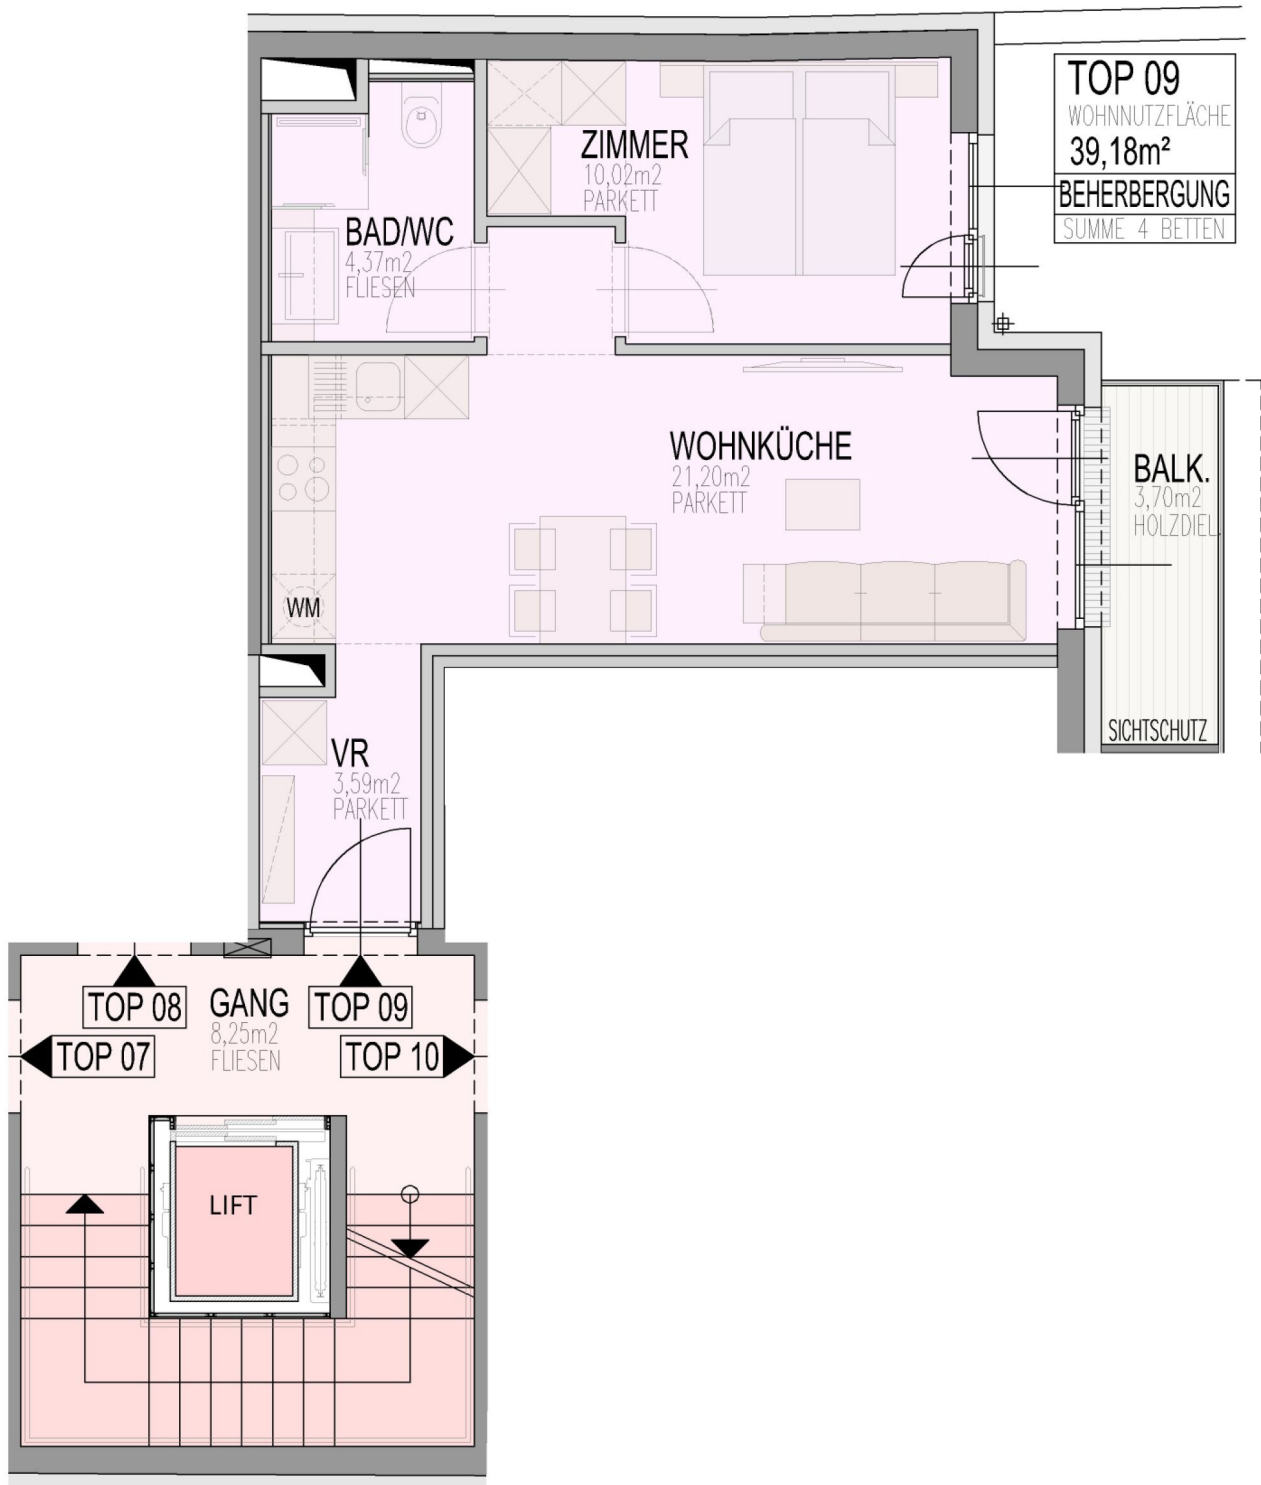 TOP 09
WOHNNUTZFLÄCHE
39,18m²
BEHERBERGUNG
SUMME 4 BETTEN
ZIMMER
10,02m2
PARKETT
BAD/WC
4,37m2
FLIESEN
WOHNKÜCHE
21,20m2
PARKETT
BALK.
3,70m2
HOLZDIEL.
WM
SICHTSCHUTZ
VR
3,59m2
PARKETT
TOP 08
GANG
8,25m2
FLIESEN
TOP 09
TOP 07
TOP 10
LIFT